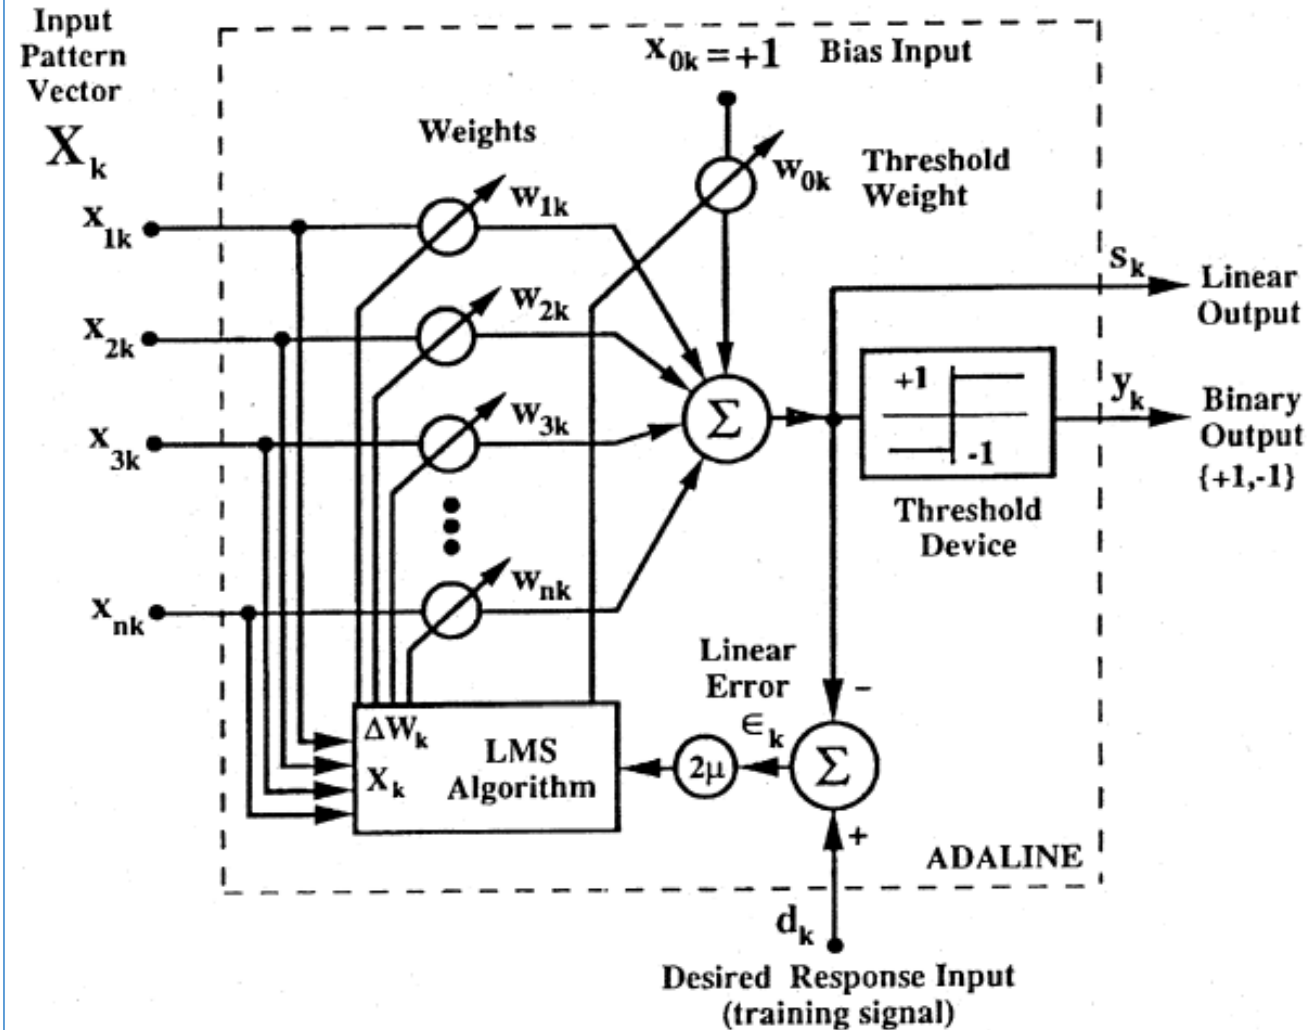 Input
Pattern
Vector
X_k
x_0k = +1 Bias Input
Weights
w_0k Threshold
Weight
x_1k
w_1k
x_2k
w_2k
x_3k
w_3k
x_nk
w_nk
Σ
s_k Linear
Output
+1
-1
y_k Binary
Output
{+1,-1}
Threshold
Device
Linear
Error
∈_k
−
Σ
+
2μ
ΔW_k
X_k
LMS
Algorithm
ADALINE
d_k
Desired Response Input
(training signal)